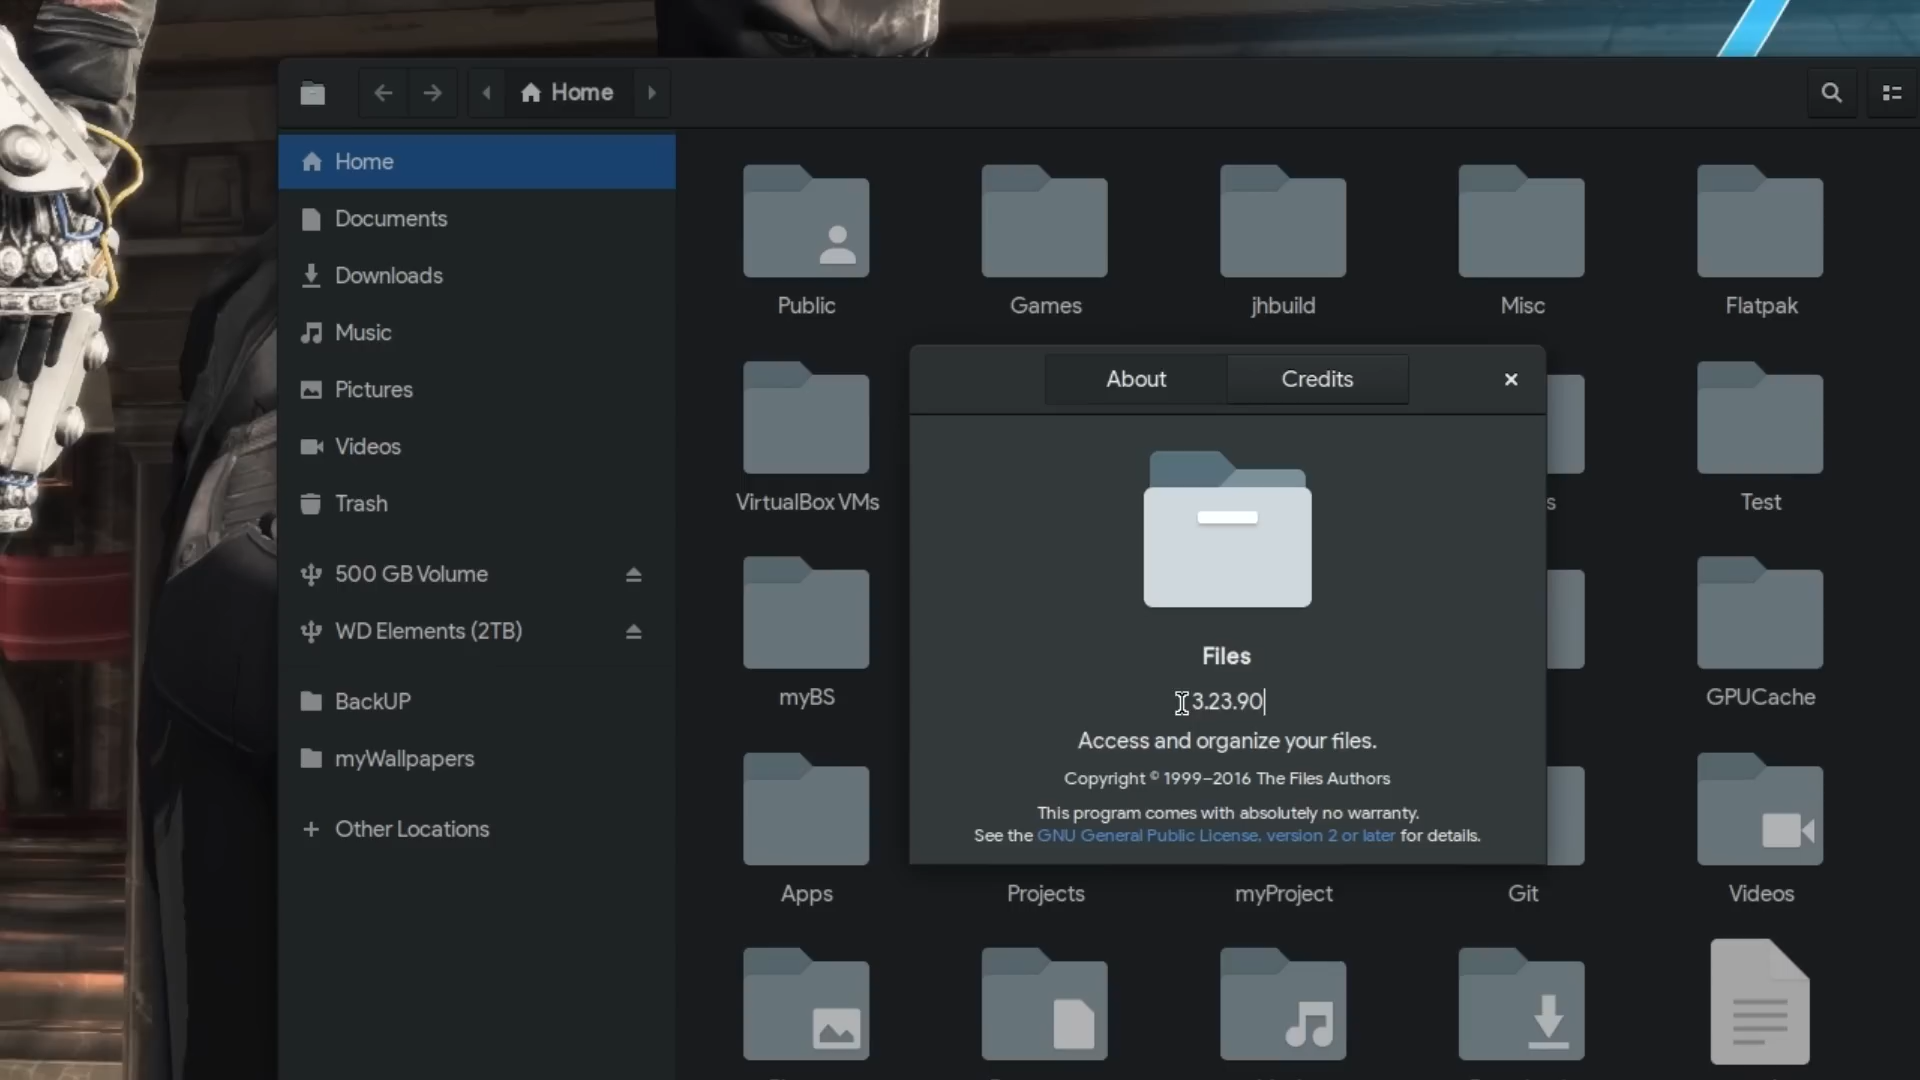 Home
Home
Documents
Downloads
Music
Pictures
Videos
Trash
500 GB Volume
WD Elements (2TB)
BackUP
myWallpapers
Other Locations
Public
Games
jhbuild
Misc
Flatpak
VirtualBox VMs
s
Test
myBS
GPUCache
Apps
Projects
myProject
Git
Videos
About
Credits
Files
3.23.90
Access and organize your files.
Copyright © 1999–2016 The Files Authors
This program comes with absolutely no warranty.
See the GNU General Public License, version 2 or later for details.